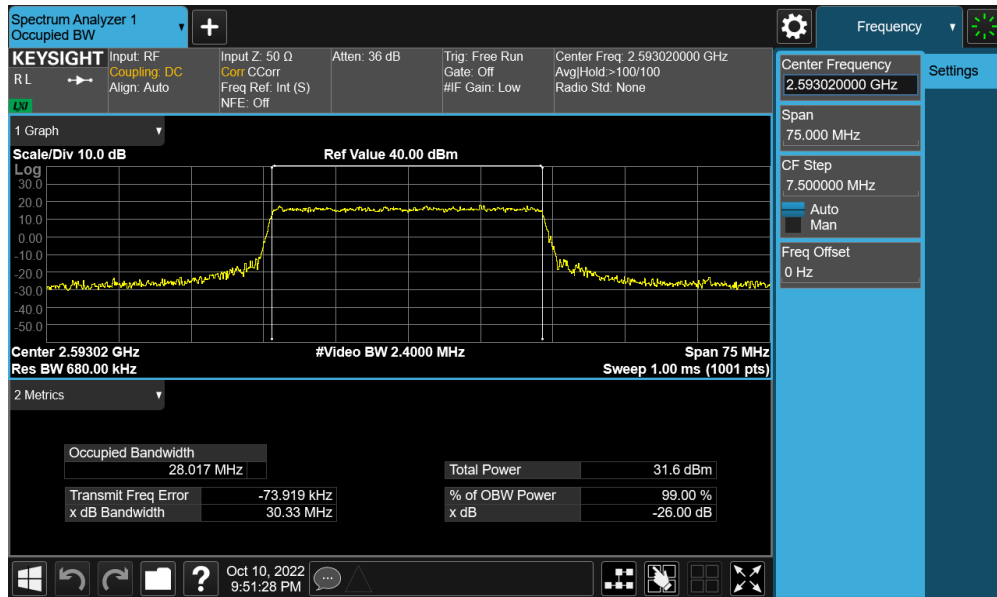 Spectrum Analyzer 1
Occupied BW
+
Frequency
KEYSIGHT
R L
LXI
Input: RF
Coupling: DC
Align: Auto
Input Z: 50 Ω
Corr CCorr
Freq Ref: Int (S)
NFE: Off
Atten: 36 dB
Trig: Free Run
Gate: Off
#IF Gain: Low
Center Freq: 2.593020000 GHz
Avg|Hold:>100/100
Radio Std: None
Center Frequency
2.593020000 GHz
Settings
Span
75.000 MHz
CF Step
7.500000 MHz
Auto
Man
Freq Offset
0 Hz
1 Graph
Scale/Div 10.0 dB
Ref Value 40.00 dBm
Log
30.0
20.0
10.0
0.00
-10.0
-20.0
-30.0
-40.0
-50.0
Center 2.59302 GHz
#Video BW 2.4000 MHz
Span 75 MHz
Res BW 680.00 kHz
Sweep 1.00 ms (1001 pts)
2 Metrics
Occupied Bandwidth
28.017 MHz
Total Power 31.6 dBm
Transmit Freq Error -73.919 kHz
% of OBW Power 99.00 %
x dB Bandwidth 30.33 MHz
x dB -26.00 dB
?
Oct 10, 2022
9:51:28 PM